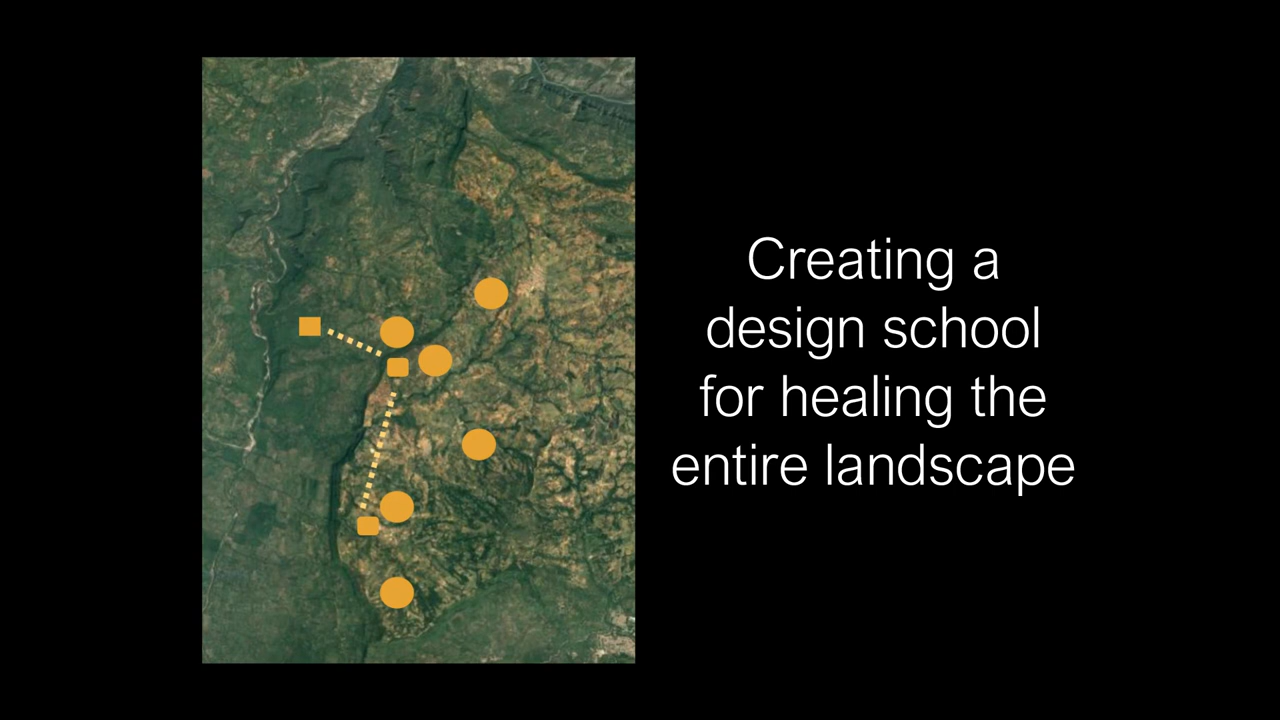 Creating a
design school
for healing the
entire landscape